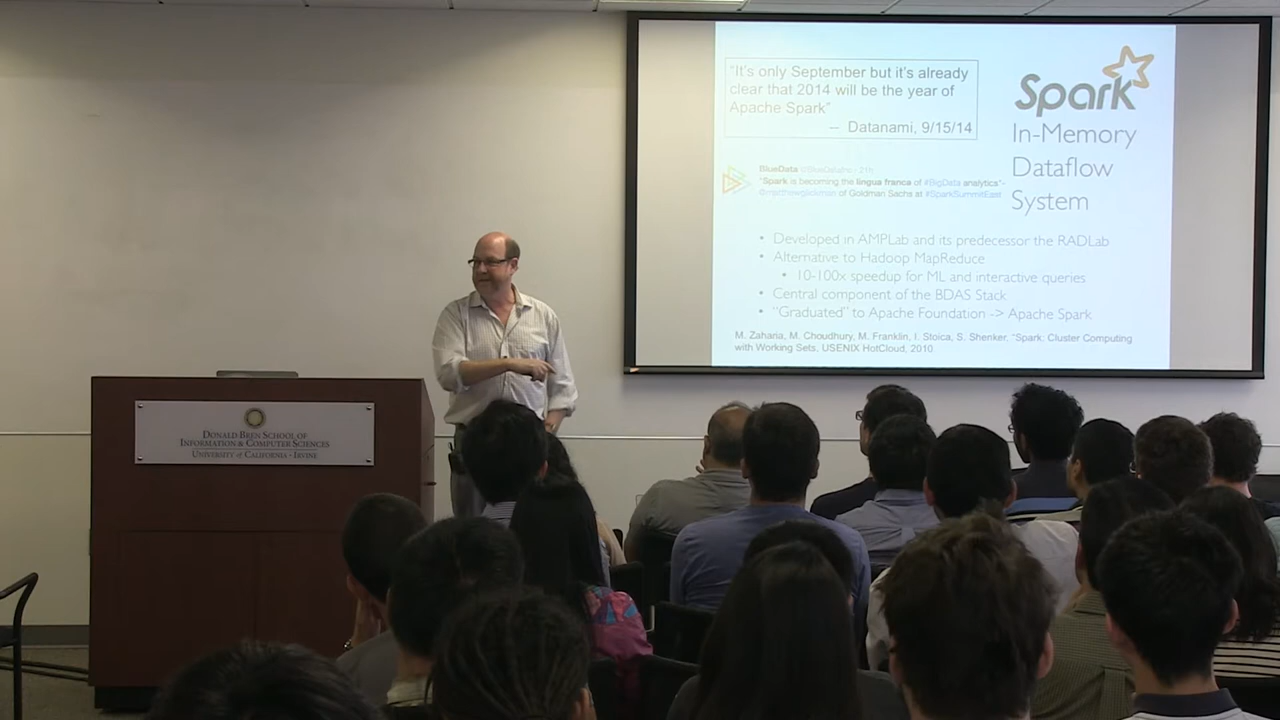 "It's only September but it's already
clear that 2014 will be the year of
Apache Spark"
-- Datanami, 9/15/14
Spark
In-Memory
Dataflow
System
BlueData
"Spark is becoming the lingua franca of #BigData analytics"-
of Goldman Sachs at #SparkSummitEast
• Developed in AMPLab and its predecessor the RADLab
• Alternative to Hadoop MapReduce
• 10-100x speedup for ML and interactive queries
• Central component of the BDAS Stack
• "Graduated" to Apache Foundation -> Apache Spark
M. Zaharia, M. Choudhury, M. Franklin, I. Stoica, S. Shenker, "Spark: Cluster Computing
with Working Sets, USENIX HotCloud, 2010
DONALD BREN SCHOOL OF
INFORMATION & COMPUTER SCIENCES
UNIVERSITY of CALIFORNIA · IRVINE